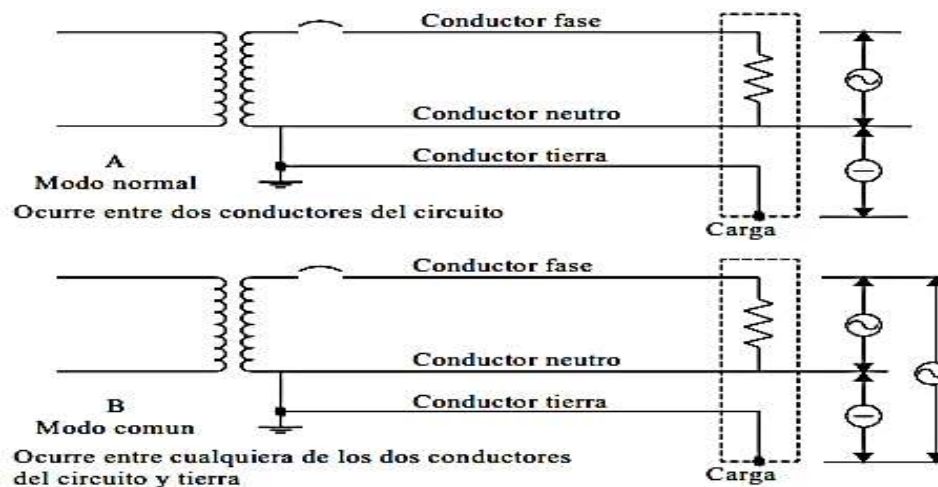 Conductor fase
Conductor neutro
A
Modo normal
Conductor tierra
Ocurre entre dos conductores del circuito
Carga
Conductor fase
Conductor neutro
B
Modo comun
Conductor tierra
Ocurre entre cualquiera de los dos conductores
del circuito y tierra
Carga